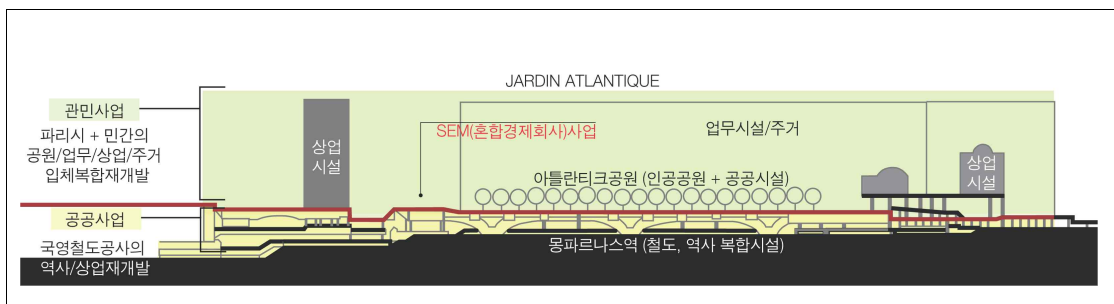 JARDIN ATLANTIQUE
관민사업
파리시 + 민간의
공원/업무/상업/주거
입체복합재개발
상업
시설
SEM(혼합경제회사)사업
업무시설/주거
상업
시설
아틀란티크공원 (인공공원 + 공공시설)
공공사업
국영철도공사의
역사/상업재개발
몽파르나스역 (철도, 역사 복합시설)